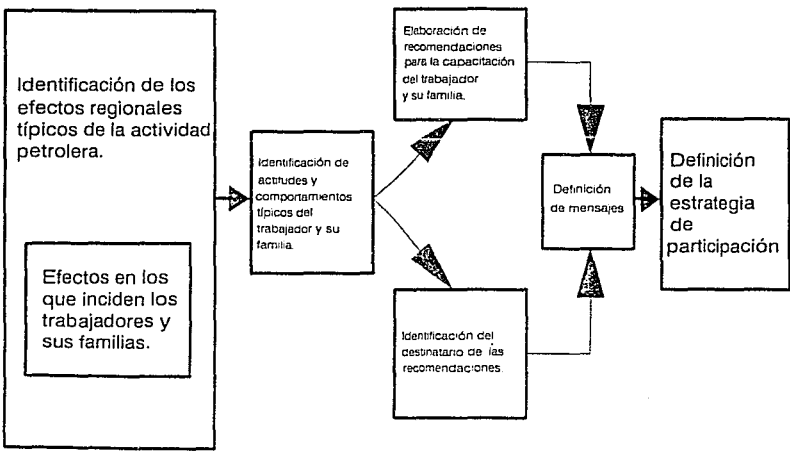 Identificación de los
efectos regionales
típicos de la actividad
petrolera.
Efectos en los
que inciden los
trabajadores y
sus familias.
Identificación de
actitudes y
comportamientos
típicos del
trabajador y su
familia.
Elaboración de
recomendaciones
para la capacitación
del trabajador
y su familia.
Identificación del
destinatario de las
recomendaciones.
Definición
de mensajes
Definición
de la
estrategia
de
participación